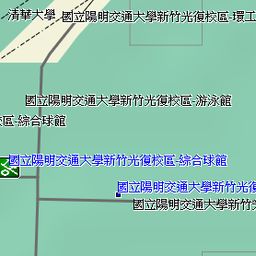 清華大學
國立陽明交通大學新竹光復校區-環工
國立陽明交通大學新竹光復校區-游泳館
校區-綜合球館
國立陽明交通大學新竹光復校區-綜合球館
國立陽明交通大學新竹光復
國立陽明交通大學新竹光